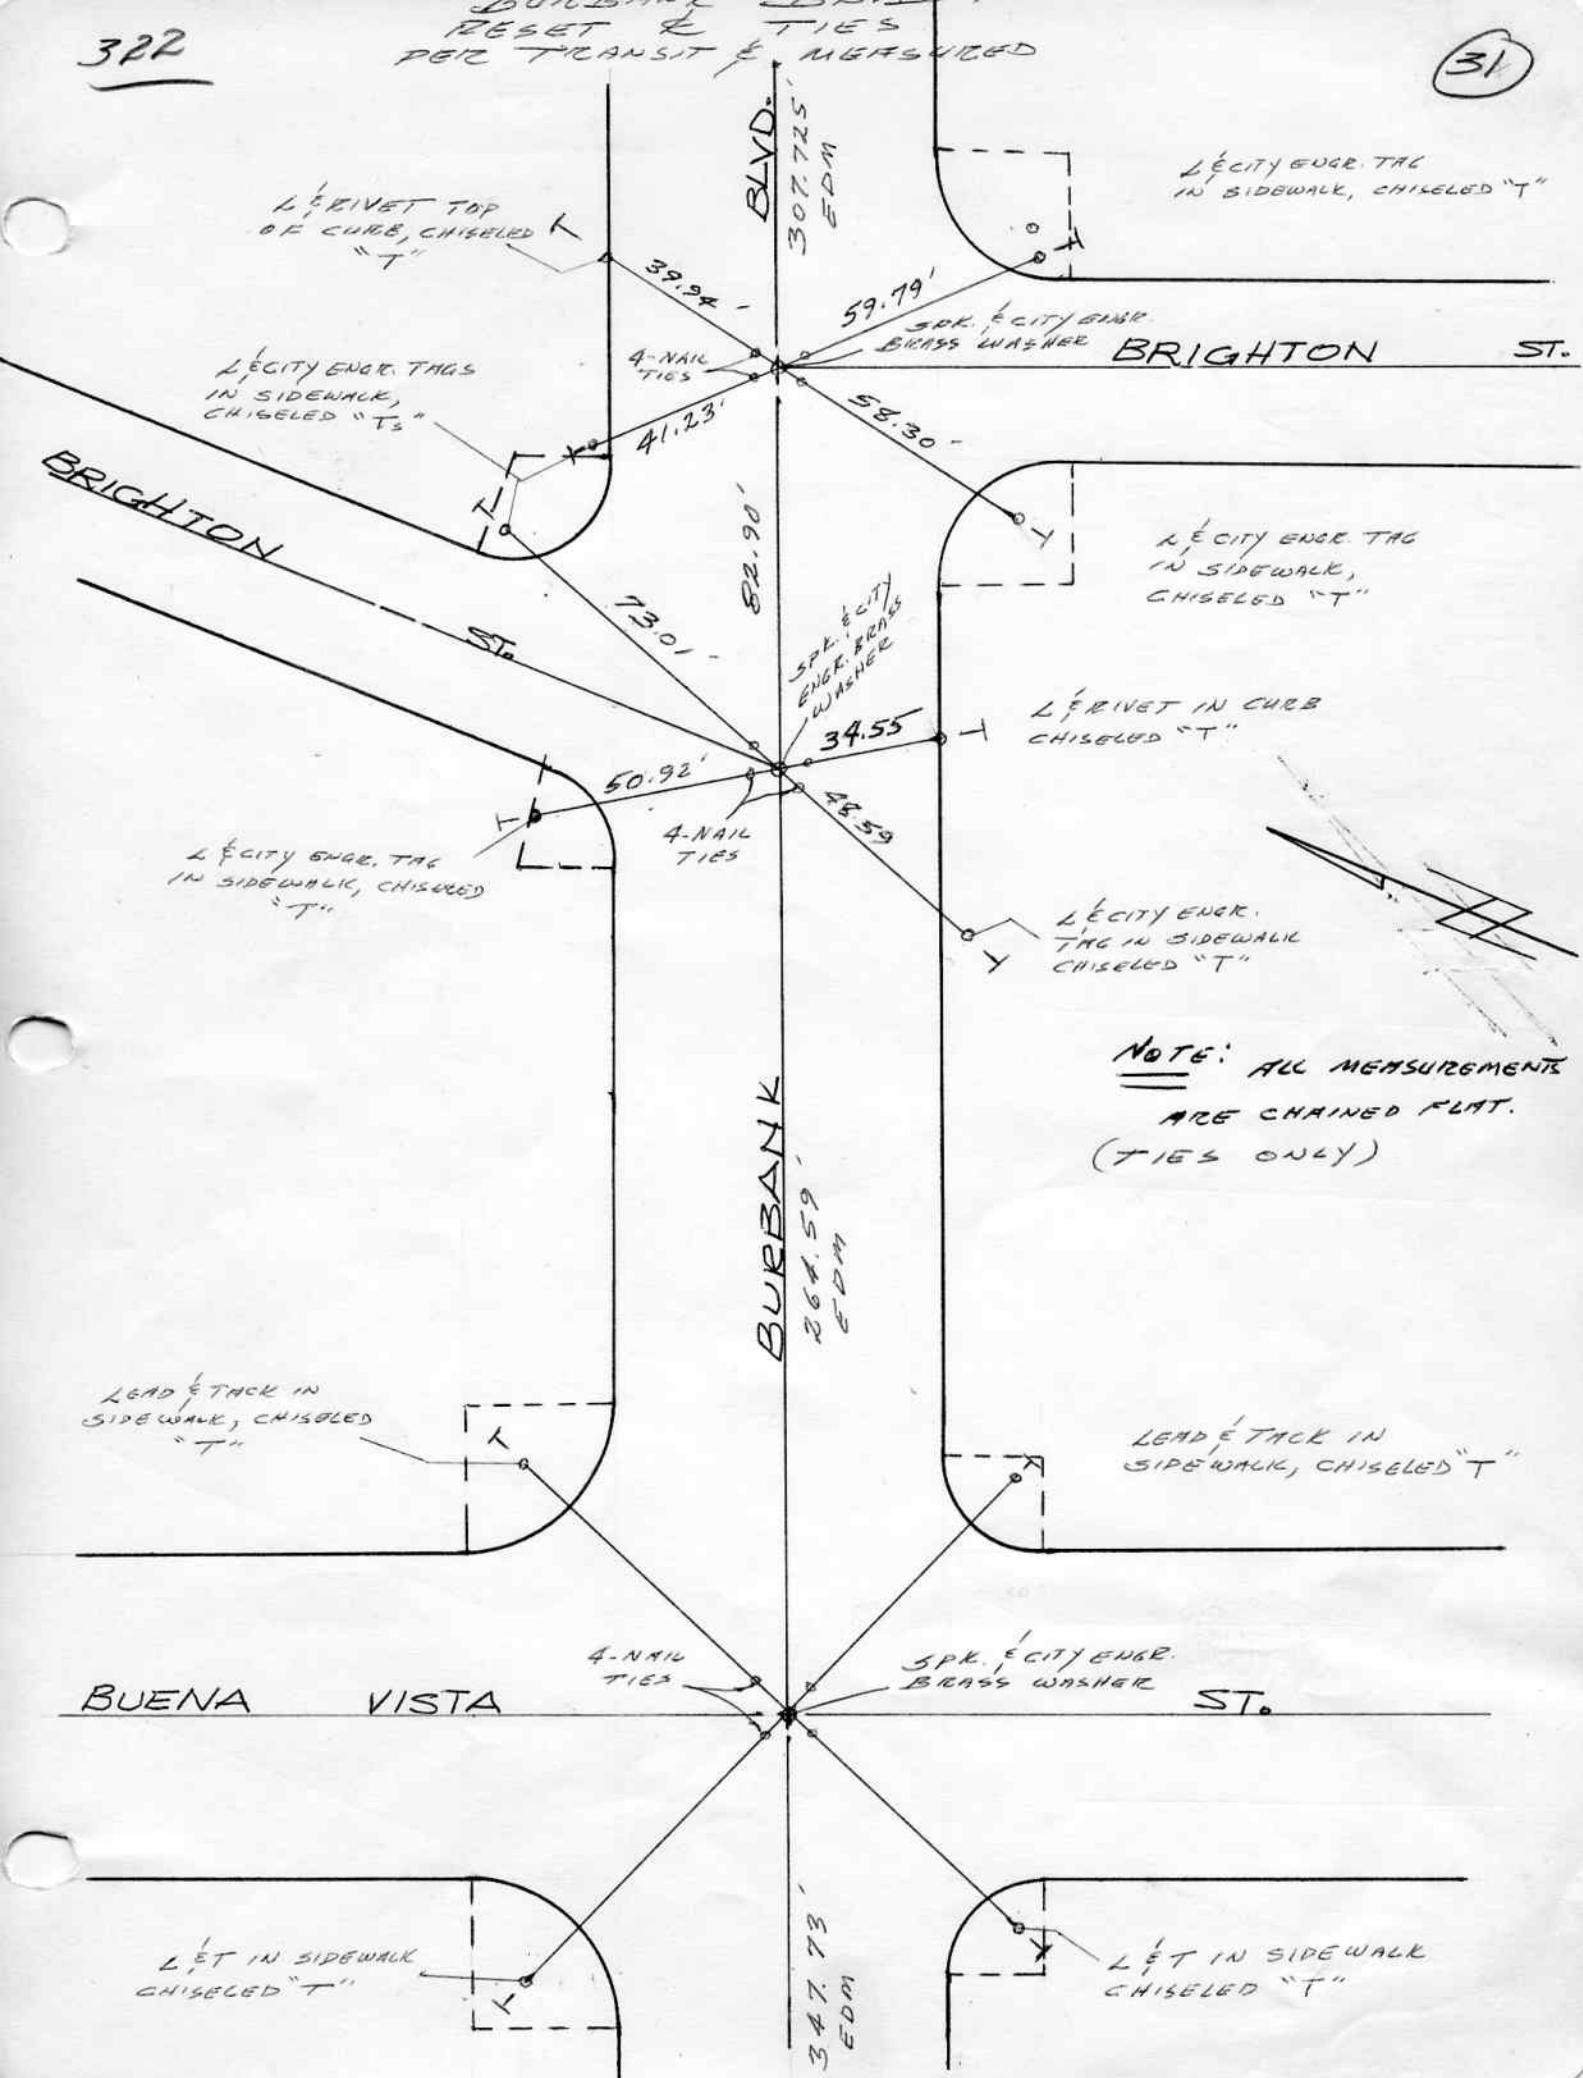 322
BURBANK BLVD.
RESET & TIES
PER TRANSIT & MEASURED
31
BLVD.
307.725'
EDM
L & CITY ENGR. TAG
IN SIDEWALK, CHISELED "T"
L & RIVET TOP
OF CURB, CHISELED
"T"
T
T
39.94'
59.79'
SPK. & CITY ENGR.
BRASS WASHER
BRIGHTON ST.
4-NAIL
TIES
L & CITY ENGR. TAGS
IN SIDEWALK,
CHISELED "Ts"
41.23'
58.30'
T
T
T
BRIGHTON
ST.
82.90'
L & CITY ENGR. TAG
IN SIDEWALK,
CHISELED "T"
73.01'
SPK. & CITY
ENGR. BRASS
WASHER
34.55
T
L & RIVET IN CURB
CHISELED "T"
50.92'
T
4-NAIL
TIES
48.59
L & CITY ENGR. TAG
IN SIDEWALK, CHISELED
"T"
T
L & CITY ENGR.
TAG IN SIDEWALK
CHISELED "T"
NOTE: ALL MEASUREMENTS
ARE CHAINED FLAT.
(TIES ONLY)
BURBANK
264.59'
EDM
LEAD & TACK IN
SIDEWALK, CHISELED
"T"
T
T
LEAD & TACK IN
SIDEWALK, CHISELED "T"
4-NAIL
TIES
SPK. & CITY ENGR.
BRASS WASHER
BUENA VISTA ST.
347.73'
EDM
L & T IN SIDEWALK
CHISELED "T"
T
T
L & T IN SIDEWALK
CHISELED "T"